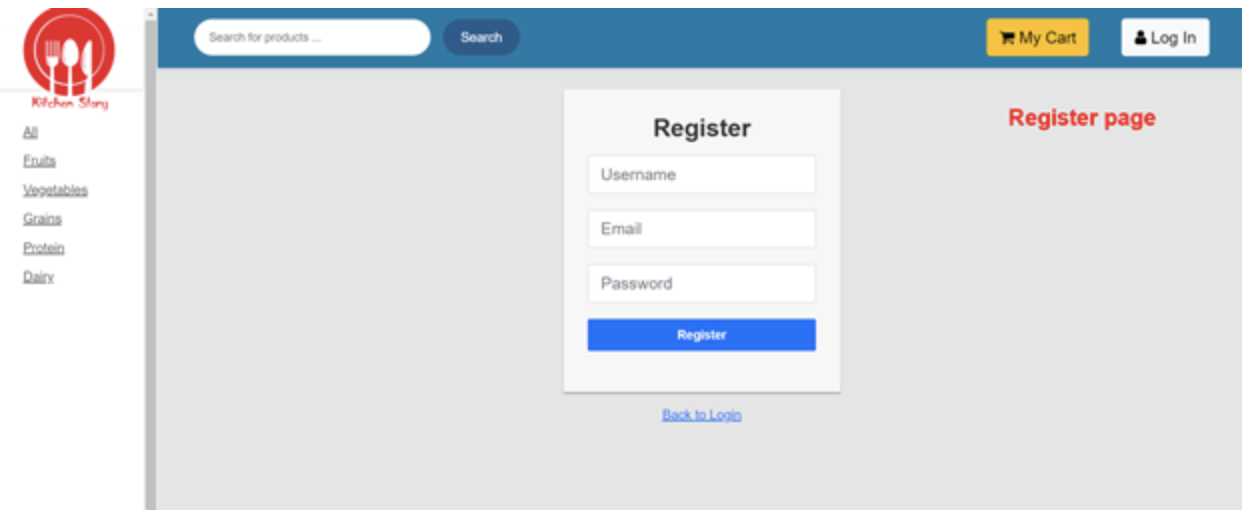 Search for products ...
Search
My Cart
Log In
Kitchen Story
All
Fruits
Vegetables
Grains
Protein
Dairy
Register page
Register
Username
Email
Password
Register
Back to Login